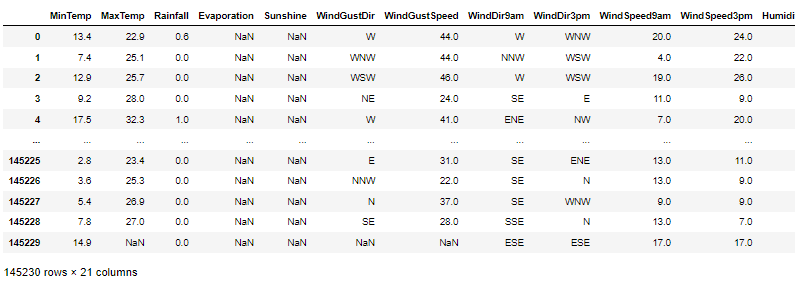 MinTemp MaxTemp Rainfall Evaporation Sunshine WindGustDir WindGustSpeed WindDir9am WindDir3pm WindSpeed9am WindSpeed3pm Humidi
0 13.4 22.9 0.6 NaN NaN W 44.0 W WNW 20.0 24.0
1 7.4 25.1 0.0 NaN NaN WNW 44.0 NNW WSW 4.0 22.0
2 12.9 25.7 0.0 NaN NaN WSW 46.0 W WSW 19.0 26.0
3 9.2 28.0 0.0 NaN NaN NE 24.0 SE E 11.0 9.0
4 17.5 32.3 1.0 NaN NaN W 41.0 ENE NW 7.0 20.0
... ... ... ... ... ... ... ... ... ... ... ...
145225 2.8 23.4 0.0 NaN NaN E 31.0 SE ENE 13.0 11.0
145226 3.6 25.3 0.0 NaN NaN NNW 22.0 SE N 13.0 9.0
145227 5.4 26.9 0.0 NaN NaN N 37.0 SE WNW 9.0 9.0
145228 7.8 27.0 0.0 NaN NaN SE 28.0 SSE N 13.0 7.0
145229 14.9 NaN 0.0 NaN NaN NaN NaN ESE ESE 17.0 17.0
145230 rows × 21 columns